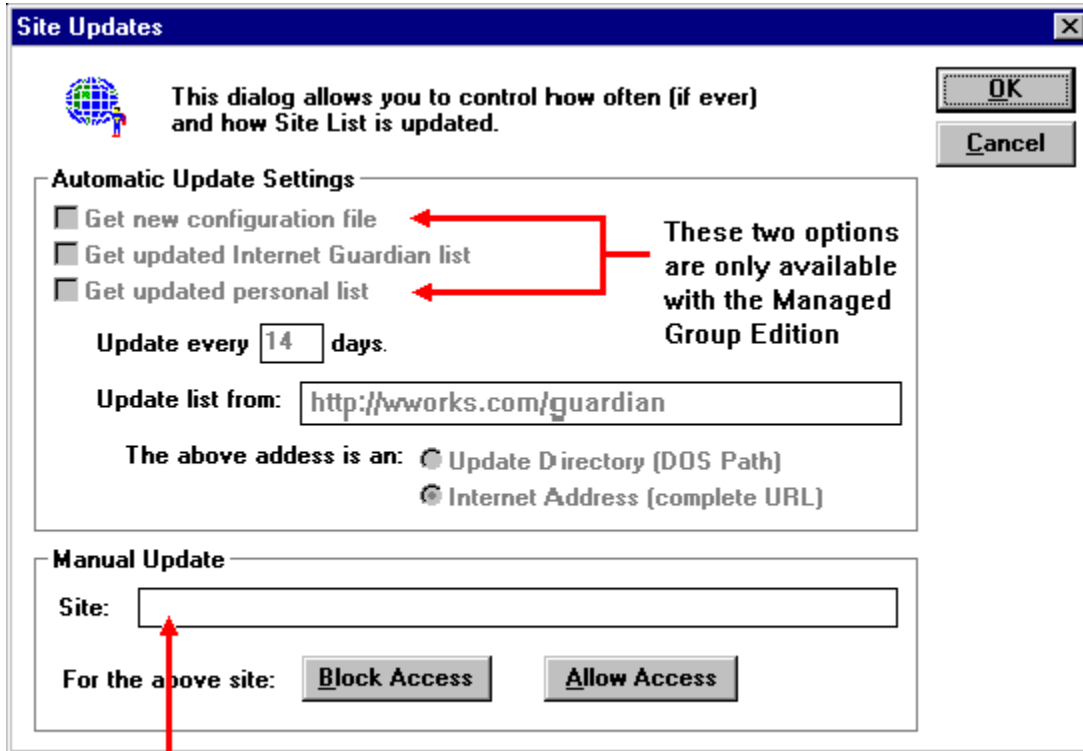 Site Updates
This dialog allows you to control how often (if ever)
and how Site List is updated.
OK
Cancel
Automatic Update Settings
Get new configuration file
Get updated Internet Guardian list
Get updated personal list
These two options
are only available
with the Managed
Group Edition
Update every 14 days.
Update list from: http://wworks.com/guardian
The above addess is an: Update Directory (DOS Path)
Internet Address (complete URL)
Manual Update
Site:
For the above site: Block Access Allow Access